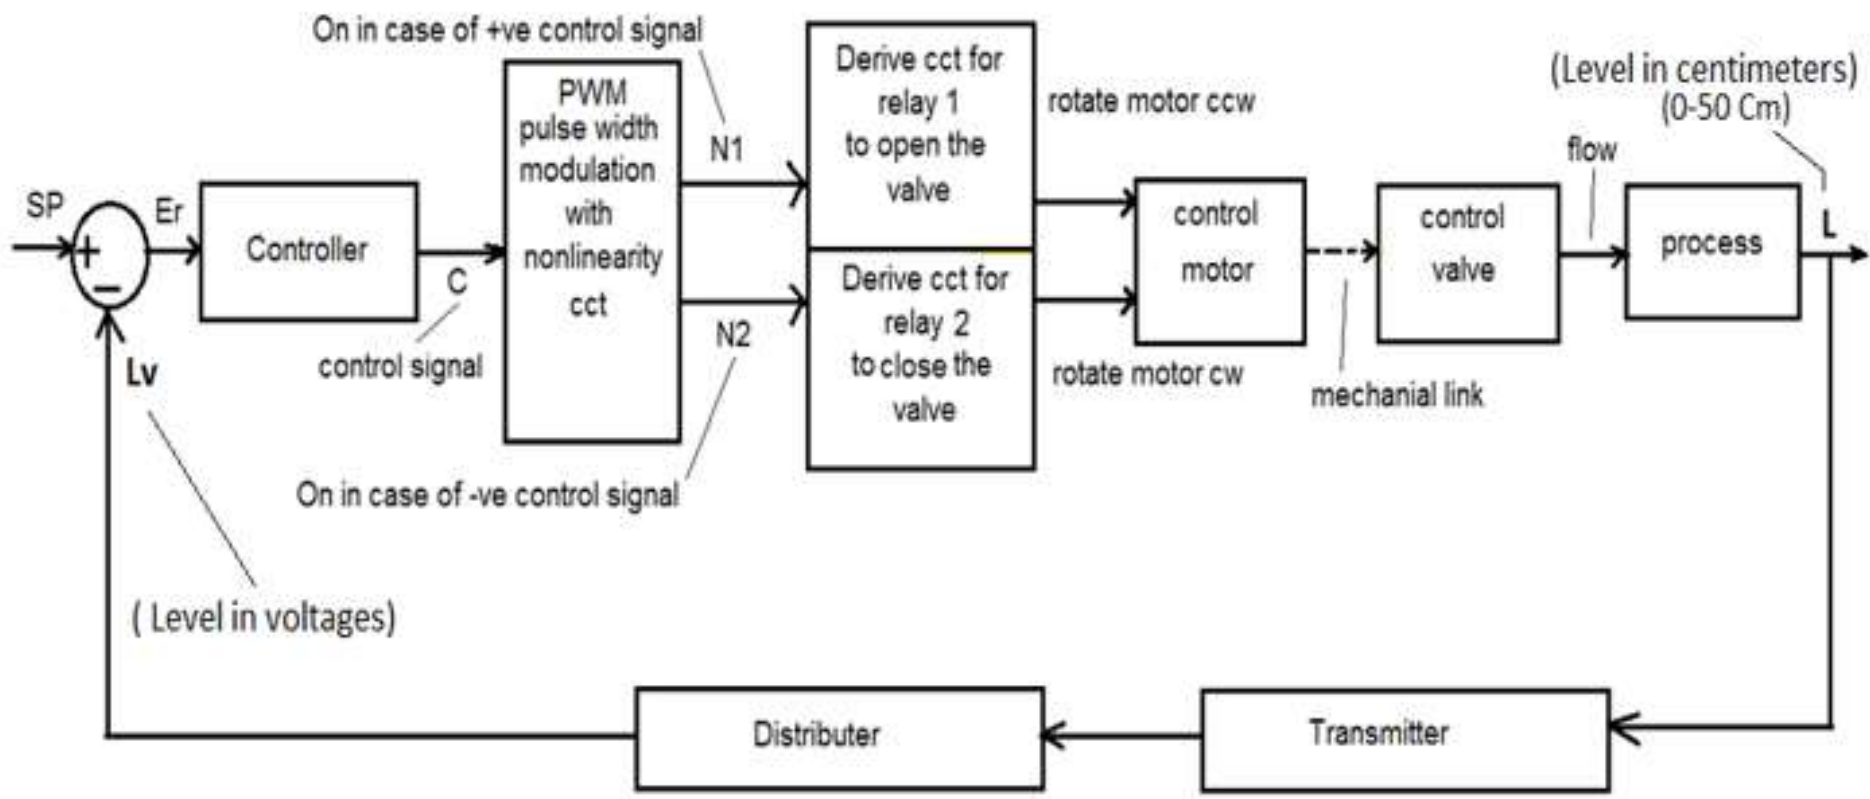 On in case of +ve control signal
SP
+
−
Er
Controller
C
control signal
PWM
pulse width
modulation
with
nonlinearity
cct
N1
N2
On in case of -ve control signal
Derive cct for
relay 1
to open the
valve
Derive cct for
relay 2
to close the
valve
rotate motor ccw
rotate motor cw
control
motor
mechanial link
control
valve
flow
process
(Level in centimeters)
(0-50 Cm)
L
Lv
( Level in voltages)
Distributer
Transmitter